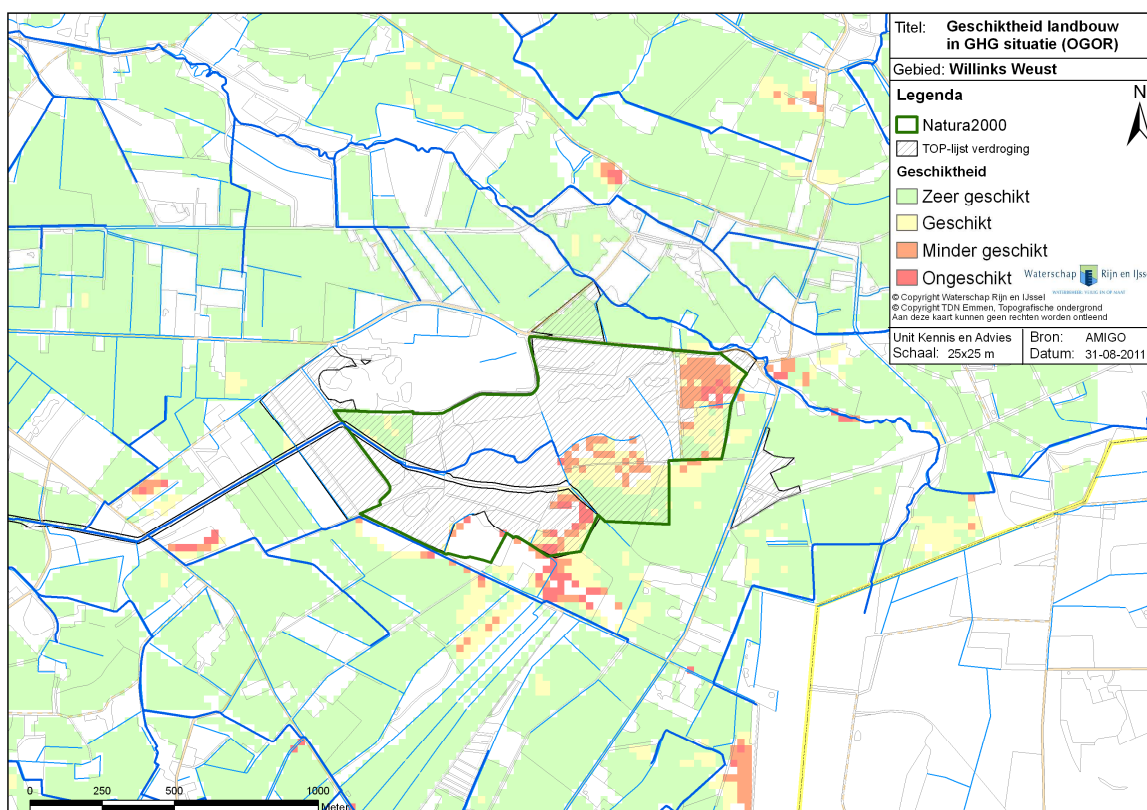 Titel: Geschiktheid landbouw
in GHG situatie (OGOR)
Gebied: Willinks Weust
Legenda
N
Natura2000
TOP-lijst verdroging
Geschiktheid
Zeer geschikt
Geschikt
Minder geschikt
Ongeschikt
Waterschap Rijn en IJssel
© Copyright Waterschap Rijn en IJssel
© Copyright TDN Emmen, Topografische ondergrond
Aan deze kaart kunnen geen rechten worden ontleend
Unit Kennis en Advies
Schaal: 25x25 m
Bron: AMIGO
Datum: 31-08-2011
0 250 500 1000
Meter